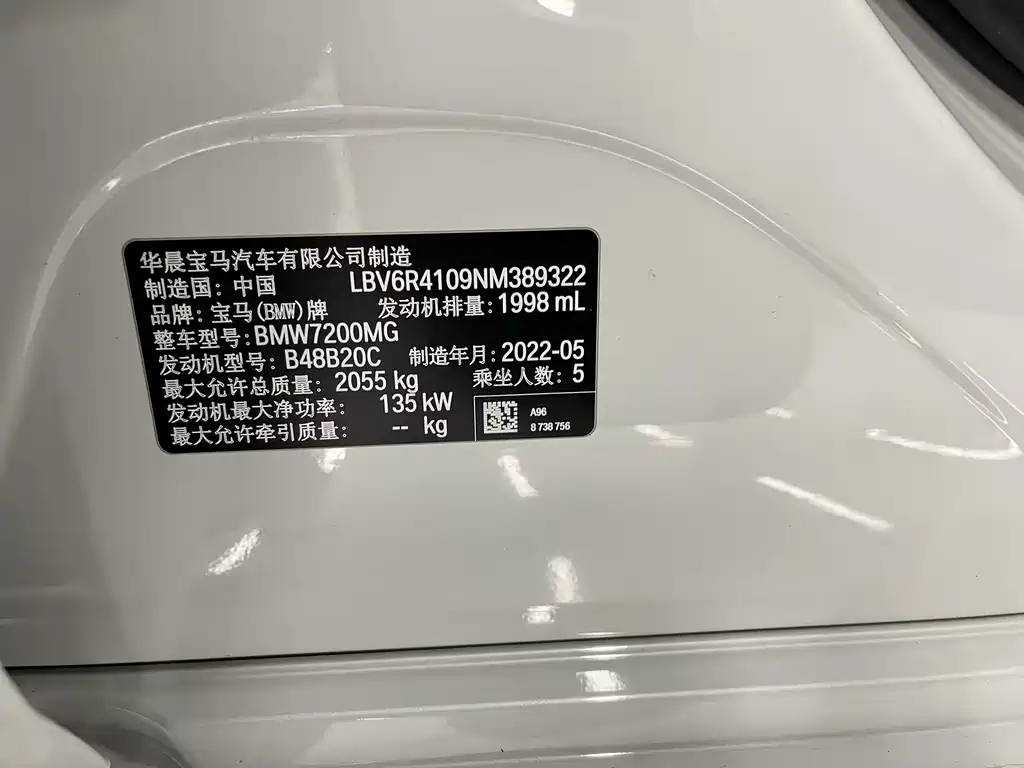 华晨宝马汽车有限公司制造
制造国: 中国 LBV6R4109NM389322
品牌: 宝马(BMW)牌 发动机排量: 1998 mL
整车型号: BMW7200MG
发动机型号: B48B20C 制造年月: 2022-05
最大允许总质量: 2055 kg 乘坐人数: 5
发动机最大净功率: 135 kW
最大允许牵引质量: -- kg
A96
8 738 756